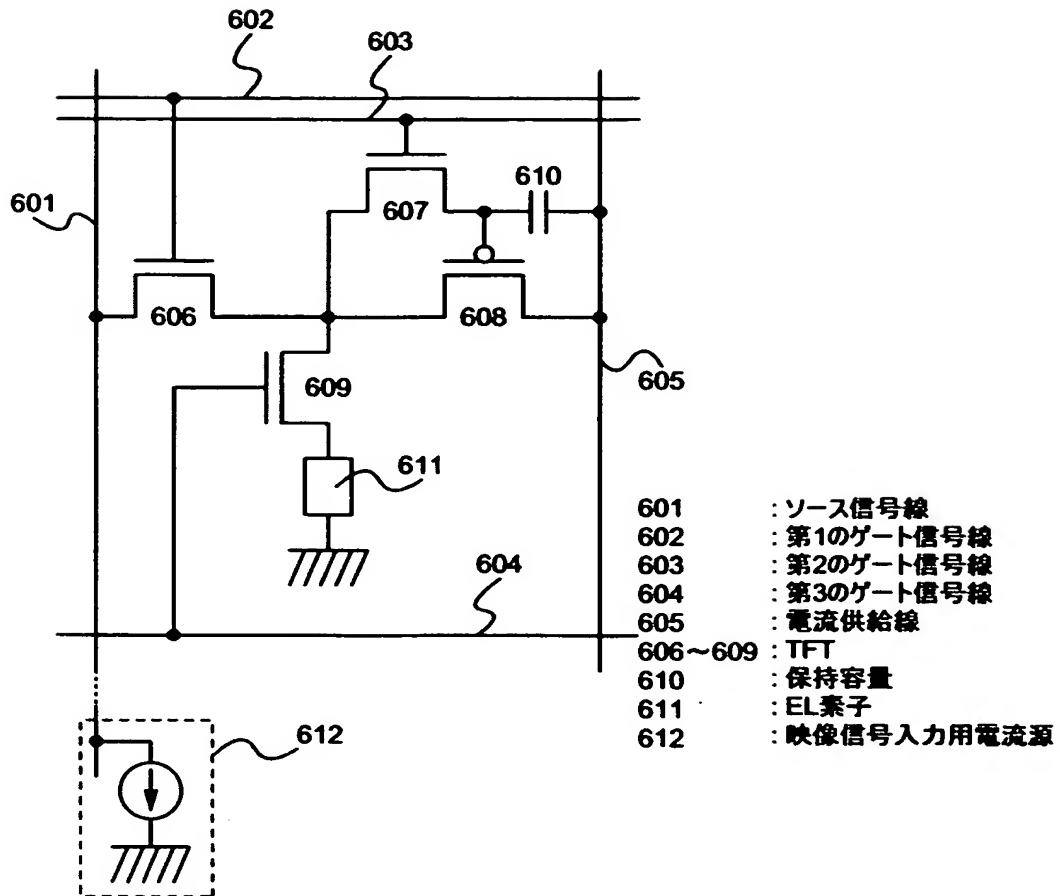 602
603
601
610
607
606
608
609
605
611
604
601 : ソース信号線
602 : 第1のゲート信号線
603 : 第2のゲート信号線
604 : 第3のゲート信号線
605 : 電流供給線
606～609 : TFT
610 : 保持容量
611 : EL素子
612 : 映像信号入力用電流源
612